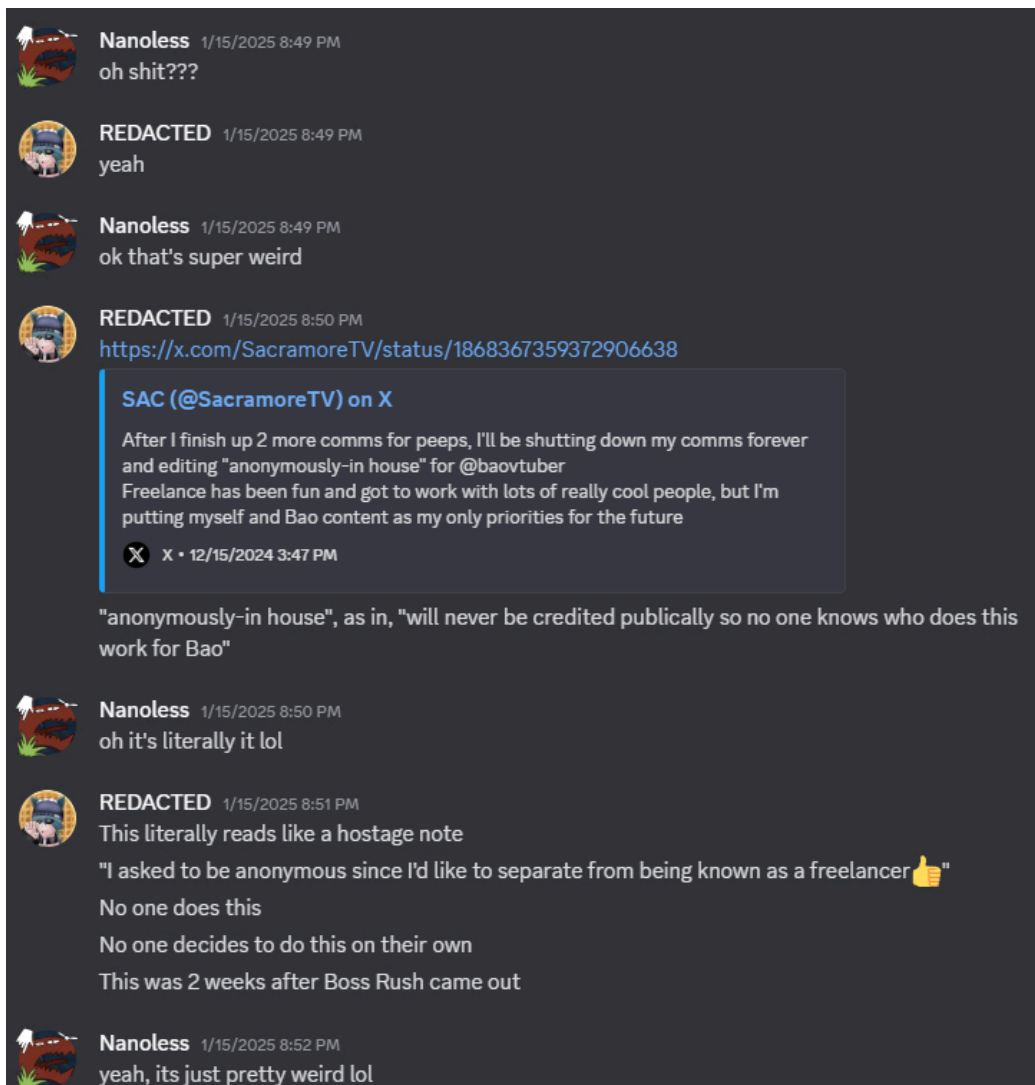 Nanoless 1/15/2025 8:49 PM
oh shit???
REDACTED 1/15/2025 8:49 PM
yeah
Nanoless 1/15/2025 8:49 PM
ok that's super weird
REDACTED 1/15/2025 8:50 PM
https://x.com/SacramoreTV/status/1868367359372906638
SAC (@SacramoreTV) on X
After I finish up 2 more comms for peeps, I'll be shutting down my comms forever
and editing "anonymously-in house" for @baovtuber
Freelance has been fun and got to work with lots of really cool people, but I'm
putting myself and Bao content as my only priorities for the future
X • 12/15/2024 3:47 PM
"anonymously-in house", as in, "will never be credited publically so no one knows who does this
work for Bao"
Nanoless 1/15/2025 8:50 PM
oh it's literally it lol
REDACTED 1/15/2025 8:51 PM
This literally reads like a hostage note
"I asked to be anonymous since I'd like to separate from being known as a freelancer👍"
No one does this
No one decides to do this on their own
This was 2 weeks after Boss Rush came out
Nanoless 1/15/2025 8:52 PM
yeah, its just pretty weird lol